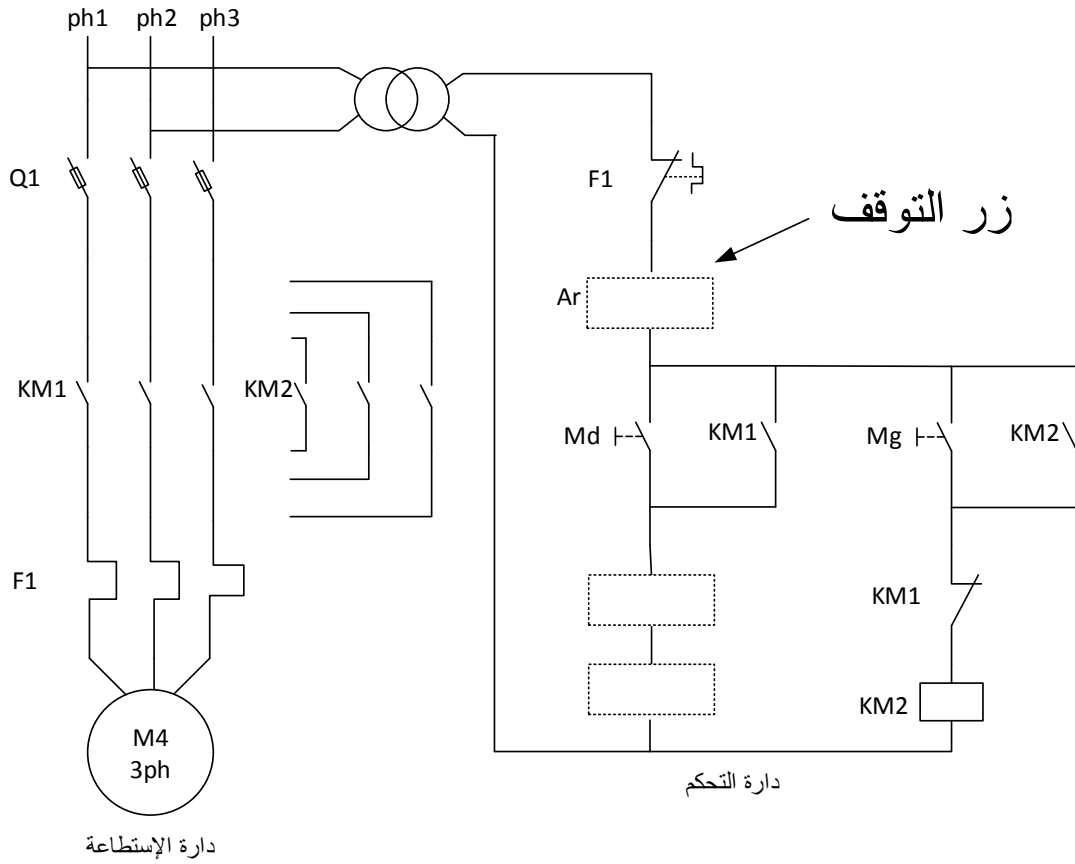 ph1 ph2 ph3
Q1
F1
زر التوقف
Ar
KM1
KM2
Md
KM1
Mg
KM2
F1
KM1
KM2
M4
3ph
دارة التحكم
دارة الإستطاعة